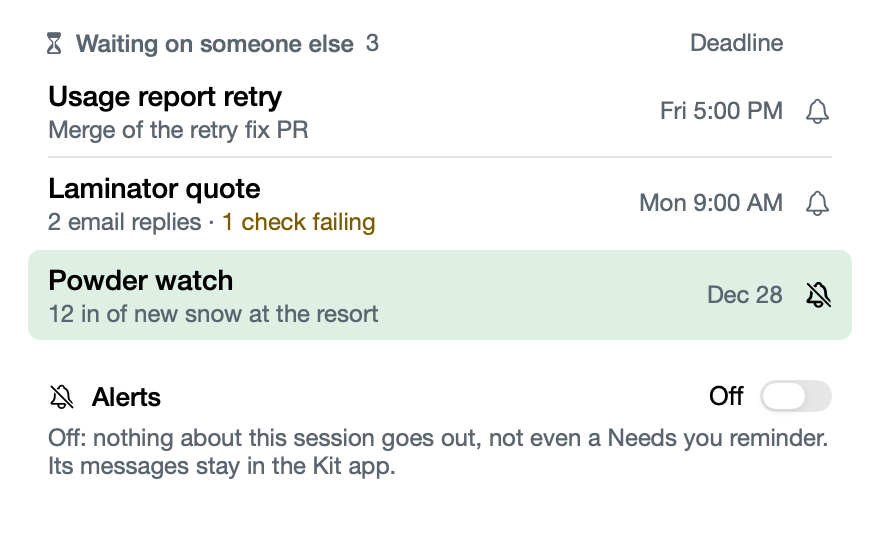 Waiting on someone else 3 Deadline
Usage report retry
Merge of the retry fix PR
Fri 5:00 PM
Laminator quote
2 email replies · 1 check failing
Mon 9:00 AM
Powder watch
12 in of new snow at the resort
Dec 28
Alerts
Off
Off: nothing about this session goes out, not even a Needs you reminder.
Its messages stay in the Kit app.